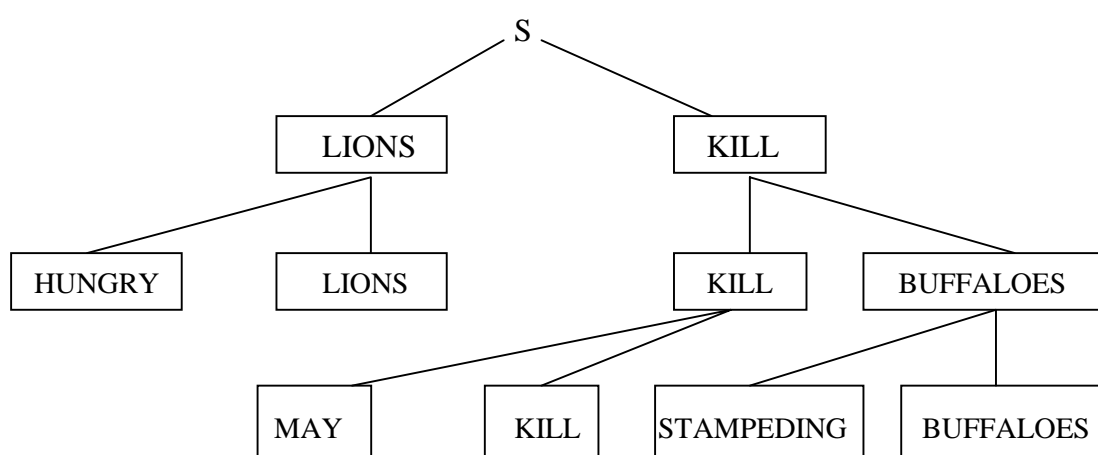 S
LIONS KILL
HUNGRY LIONS KILL BUFFALOES
MAY KILL STAMPEDING BUFFALOES